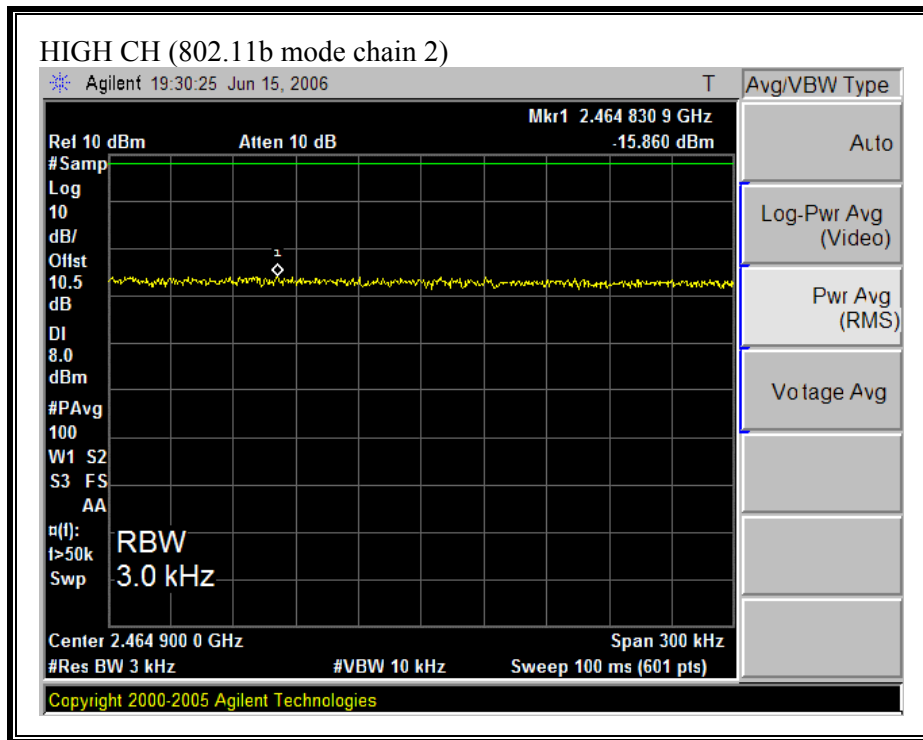 HIGH CH (802.11b mode chain 2)
Agilent 19:30:25 Jun 15, 2006 T
Avg/VBW Type
Mkr1 2.464 830 9 GHz
Ref 10 dBm Atten 10 dB -15.860 dBm
#Samp
Log
10
dB/
Offst
10.5
dB
DI
8.0
dBm
#PAvg
100
W1 S2
S3 FS
AA
¤(f):
f>50k
Swp
1
RBW
3.0 kHz
Center 2.464 900 0 GHz Span 300 kHz
#Res BW 3 kHz #VBW 10 kHz Sweep 100 ms (601 pts)
Copyright 2000-2005 Agilent Technologies
Auto
Log-Pwr Avg
(Video)
Pwr Avg
(RMS)
Vo tage Avg